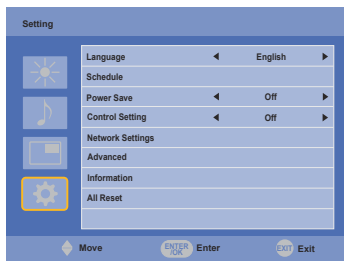 Setting
Language English
Schedule
Power Save Off
Control Setting Off
Network Settings
Advanced
Information
All Reset
Move ENTER /OK Enter EXIT Exit